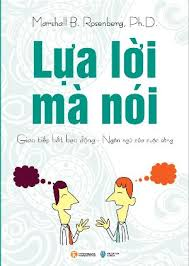 Marshall B. Rosenberg, Ph.D.
Lựa lời
mà nói
Giao tiếp bất bạo động - Ngôn ngữ của cuộc sống